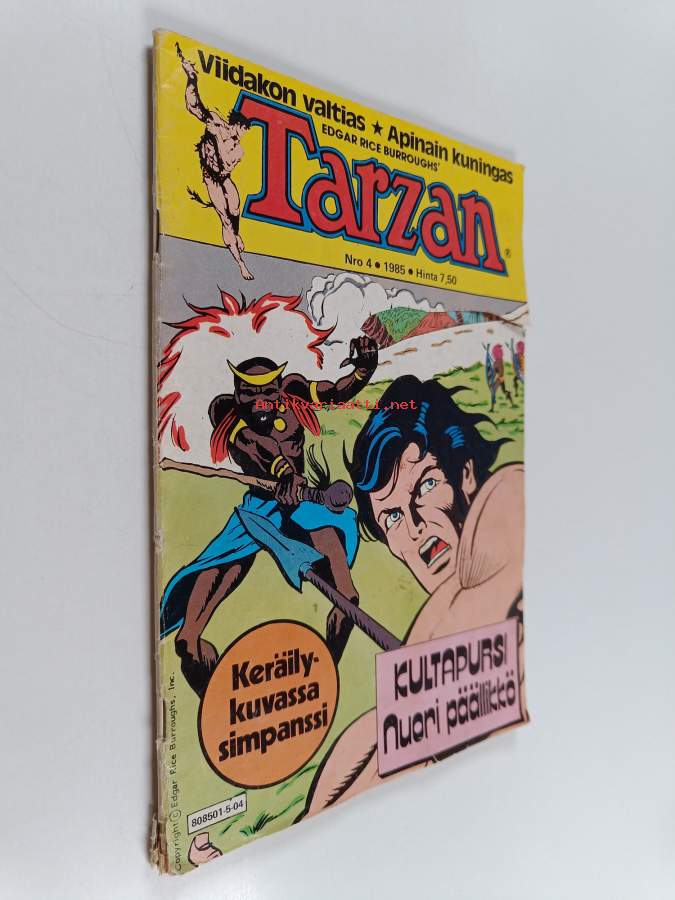 Viidakon valtias ★ Apinain kuningas
EDGAR RICE BURROUGHS'
Tarzan®
Nro 4 • 1985 • Hinta 7,50
Antikvariaatti.net
Keräily-
kuvassa
simpanssi
KULTAPURSI
Nuori päällikkö
808501-5-04
Copyright © Edgar Rice Burroughs, Inc.